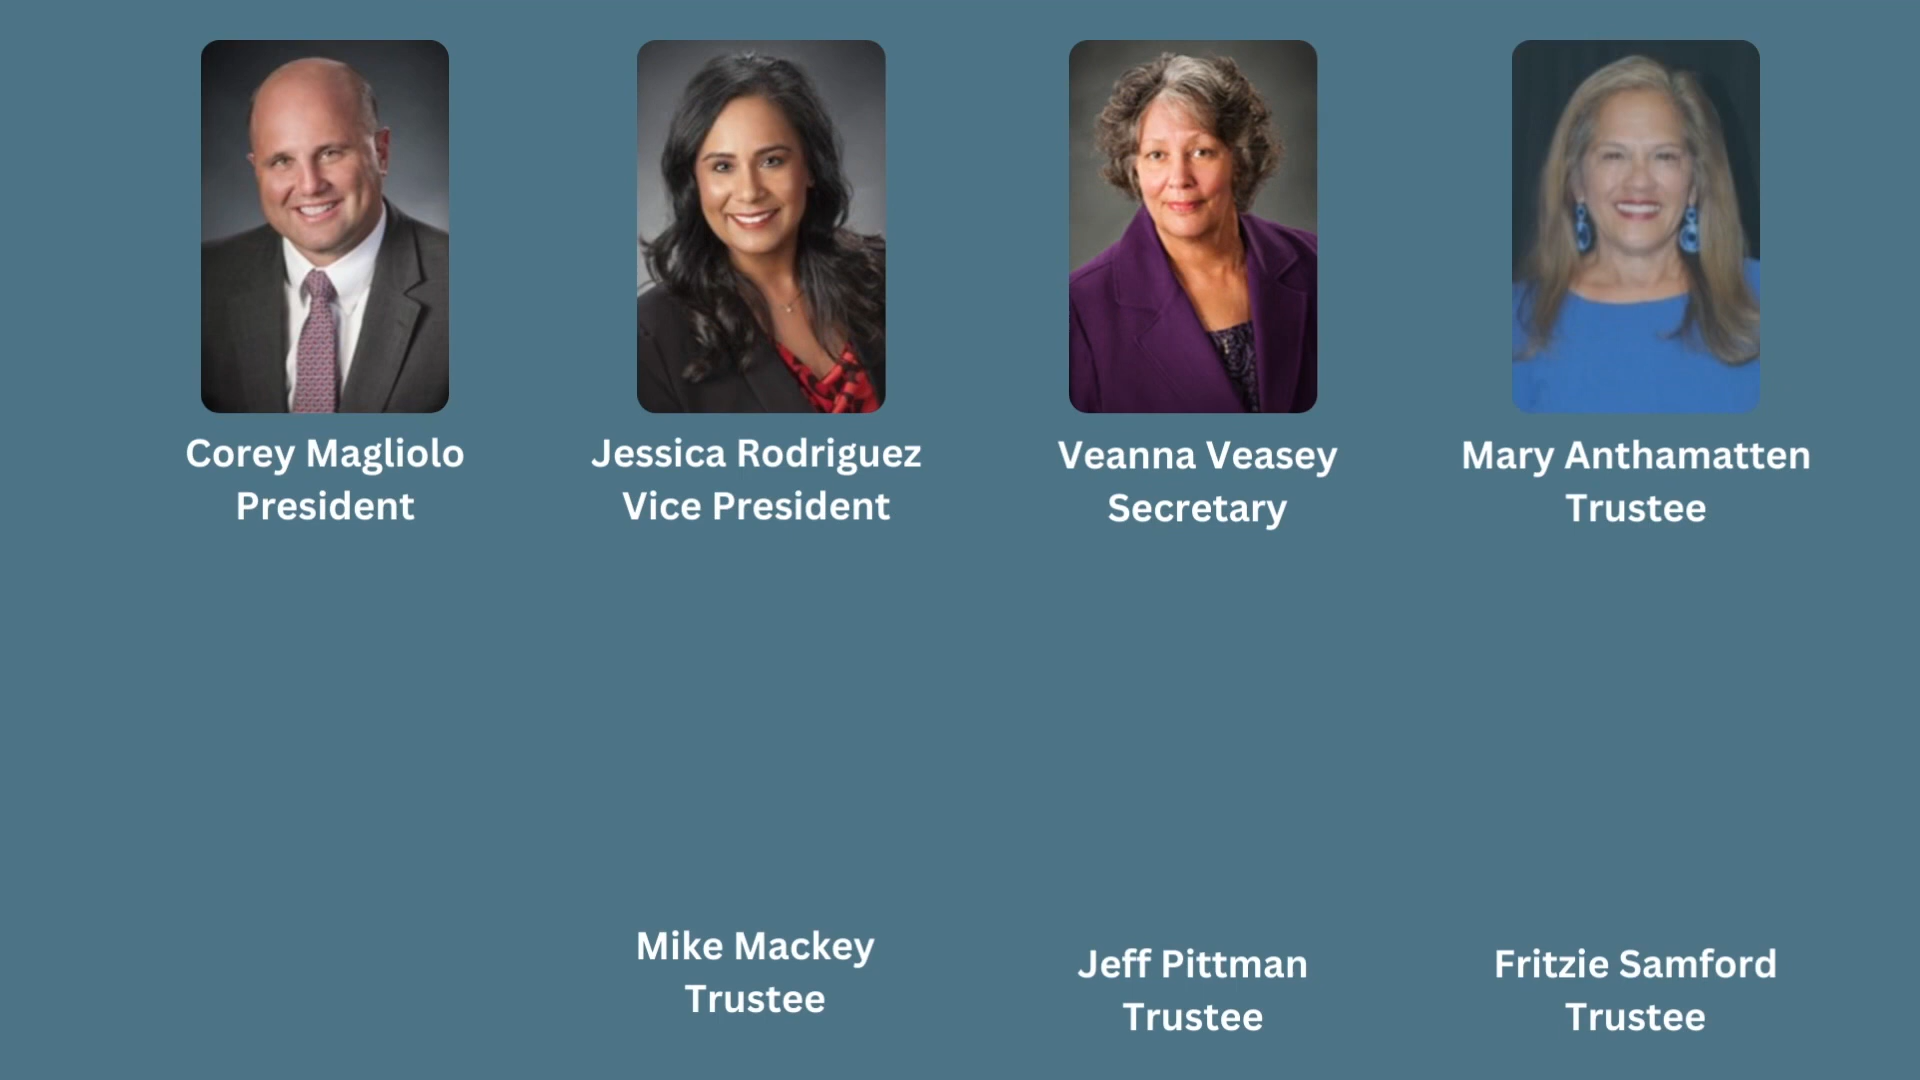 Corey Magliolo
President
Jessica Rodriguez
Vice President
Veanna Veasey
Secretary
Mary Anthamatten
Trustee
Mike Mackey
Trustee
Jeff Pittman
Trustee
Fritzie Samford
Trustee